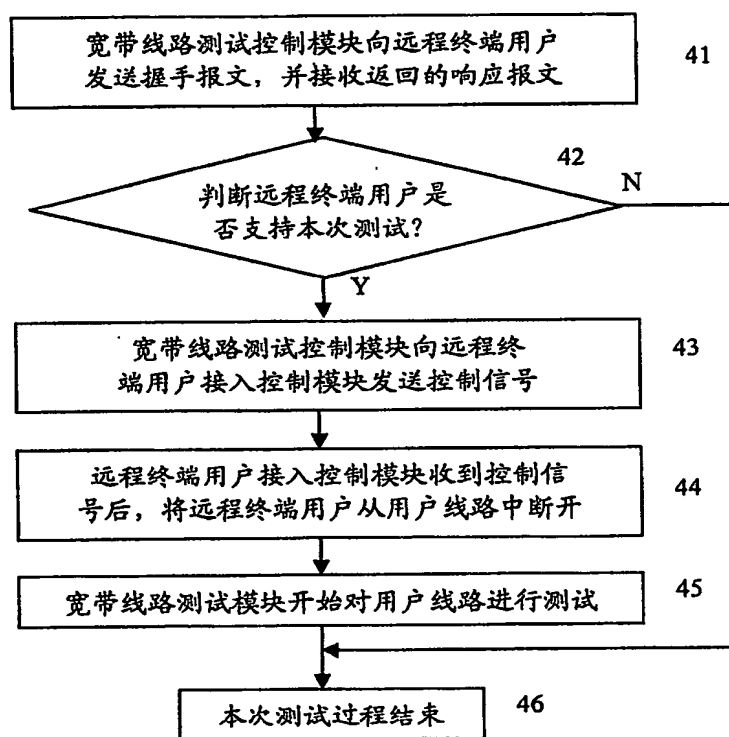 宽带线路测试控制模块向远程终端用户
发送握手报文，并接收返回的响应报文
41
42
判断远程终端用户是
否支持本次测试?
N
Y
宽带线路测试控制模块向远程终
端用户接入控制模块发送控制信号
43
远程终端用户接入控制模块收到控制信
号后，将远程终端用户从用户线路中断开
44
宽带线路测试模块开始对用户线路进行测试
45
本次测试过程结束
46